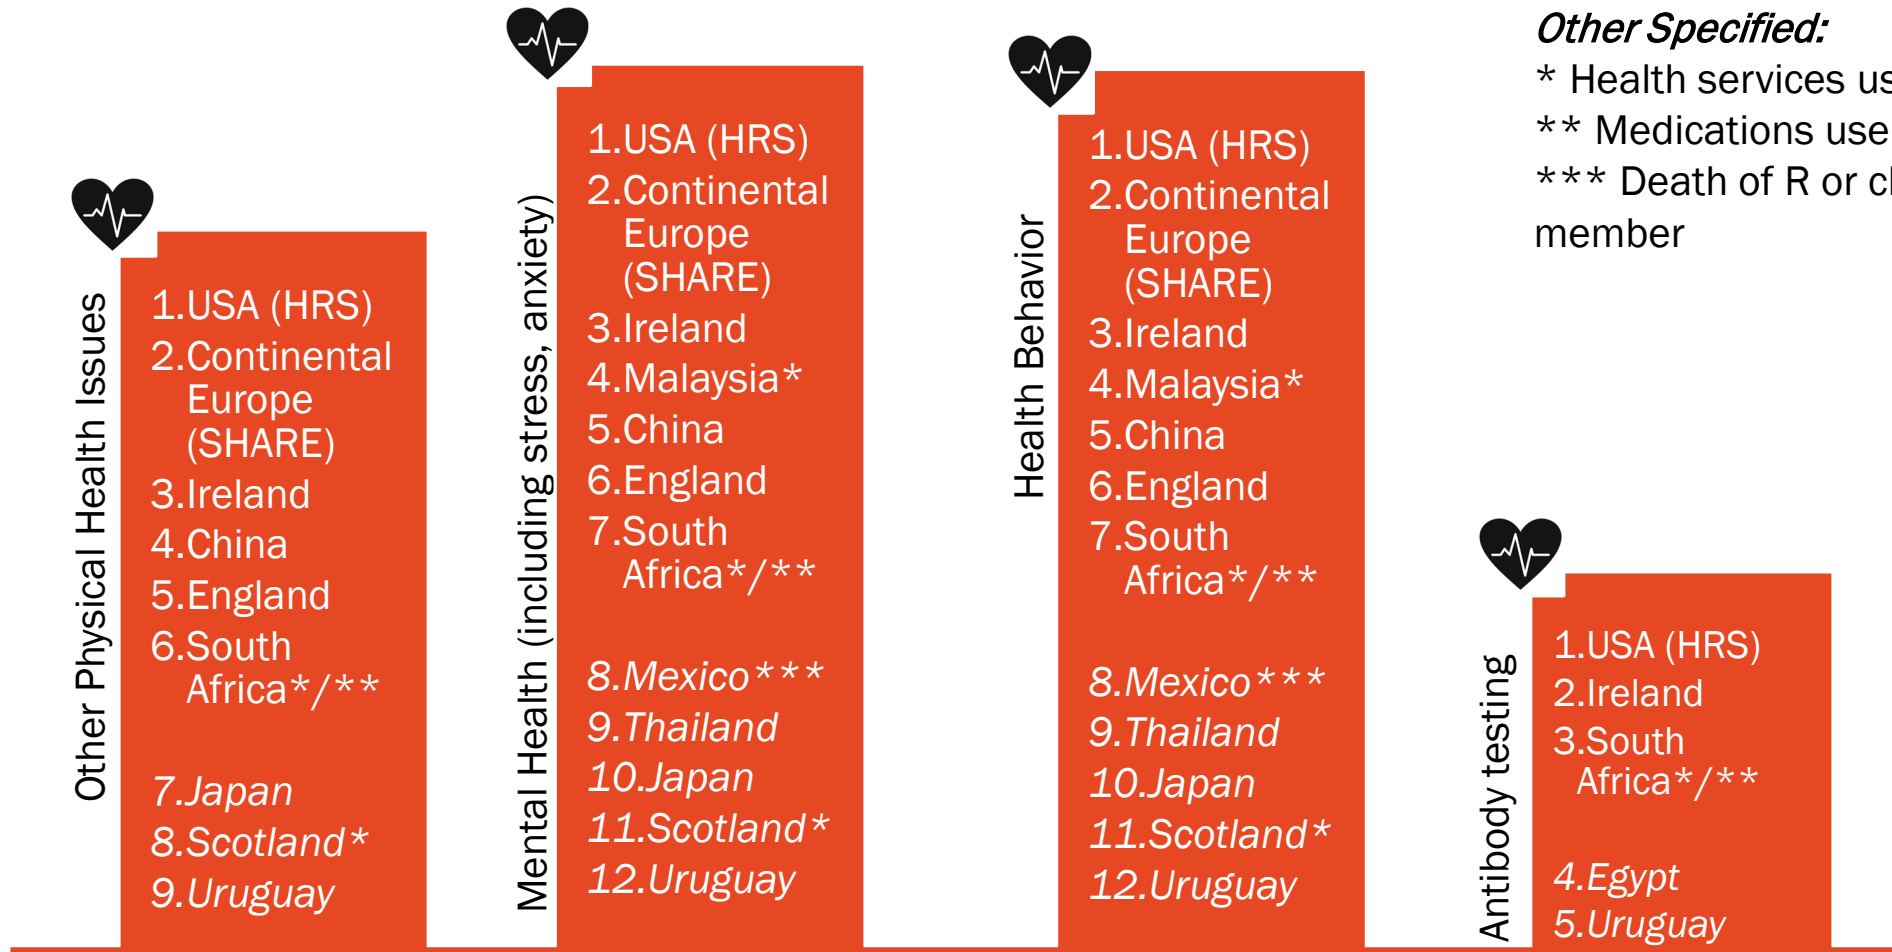 Other Physical Health Issues
1.USA (HRS)
2.Continental
Europe
(SHARE)
3.Ireland
4.China
5.England
6.South
Africa*/**
7.Japan
8.Scotland*
9.Uruguay
Mental Health (including stress, anxiety)
1.USA (HRS)
2.Continental
Europe
(SHARE)
3.Ireland
4.Malaysia*
5.China
6.England
7.South
Africa*/**
8.Mexico***
9.Thailand
10.Japan
11.Scotland*
12.Uruguay
Health Behavior
1.USA (HRS)
2.Continental
Europe
(SHARE)
3.Ireland
4.Malaysia*
5.China
6.England
7.South
Africa*/**
8.Mexico***
9.Thailand
10.Japan
11.Scotland*
12.Uruguay
Other Specified:
* Health services
** Medications use
*** Death of R or
member
Antibody testing
1.USA (HRS)
2.Ireland
3.South
Africa*/**
4.Egypt
5.Uruguay